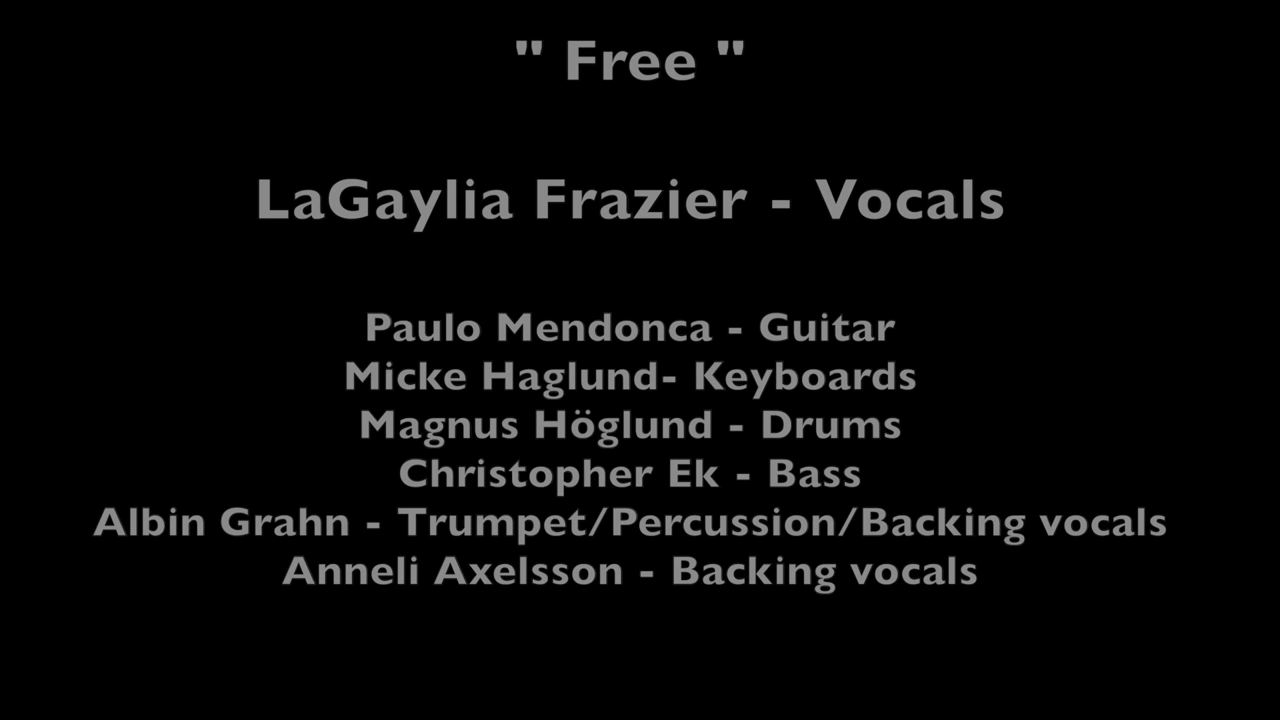 " Free "
LaGaylia Frazier - Vocals
Paulo Mendonca - Guitar
Micke Haglund- Keyboards
Magnus Höglund - Drums
Christopher Ek - Bass
Albin Grahn - Trumpet/Percussion/Backing vocals
Anneli Axelsson - Backing vocals